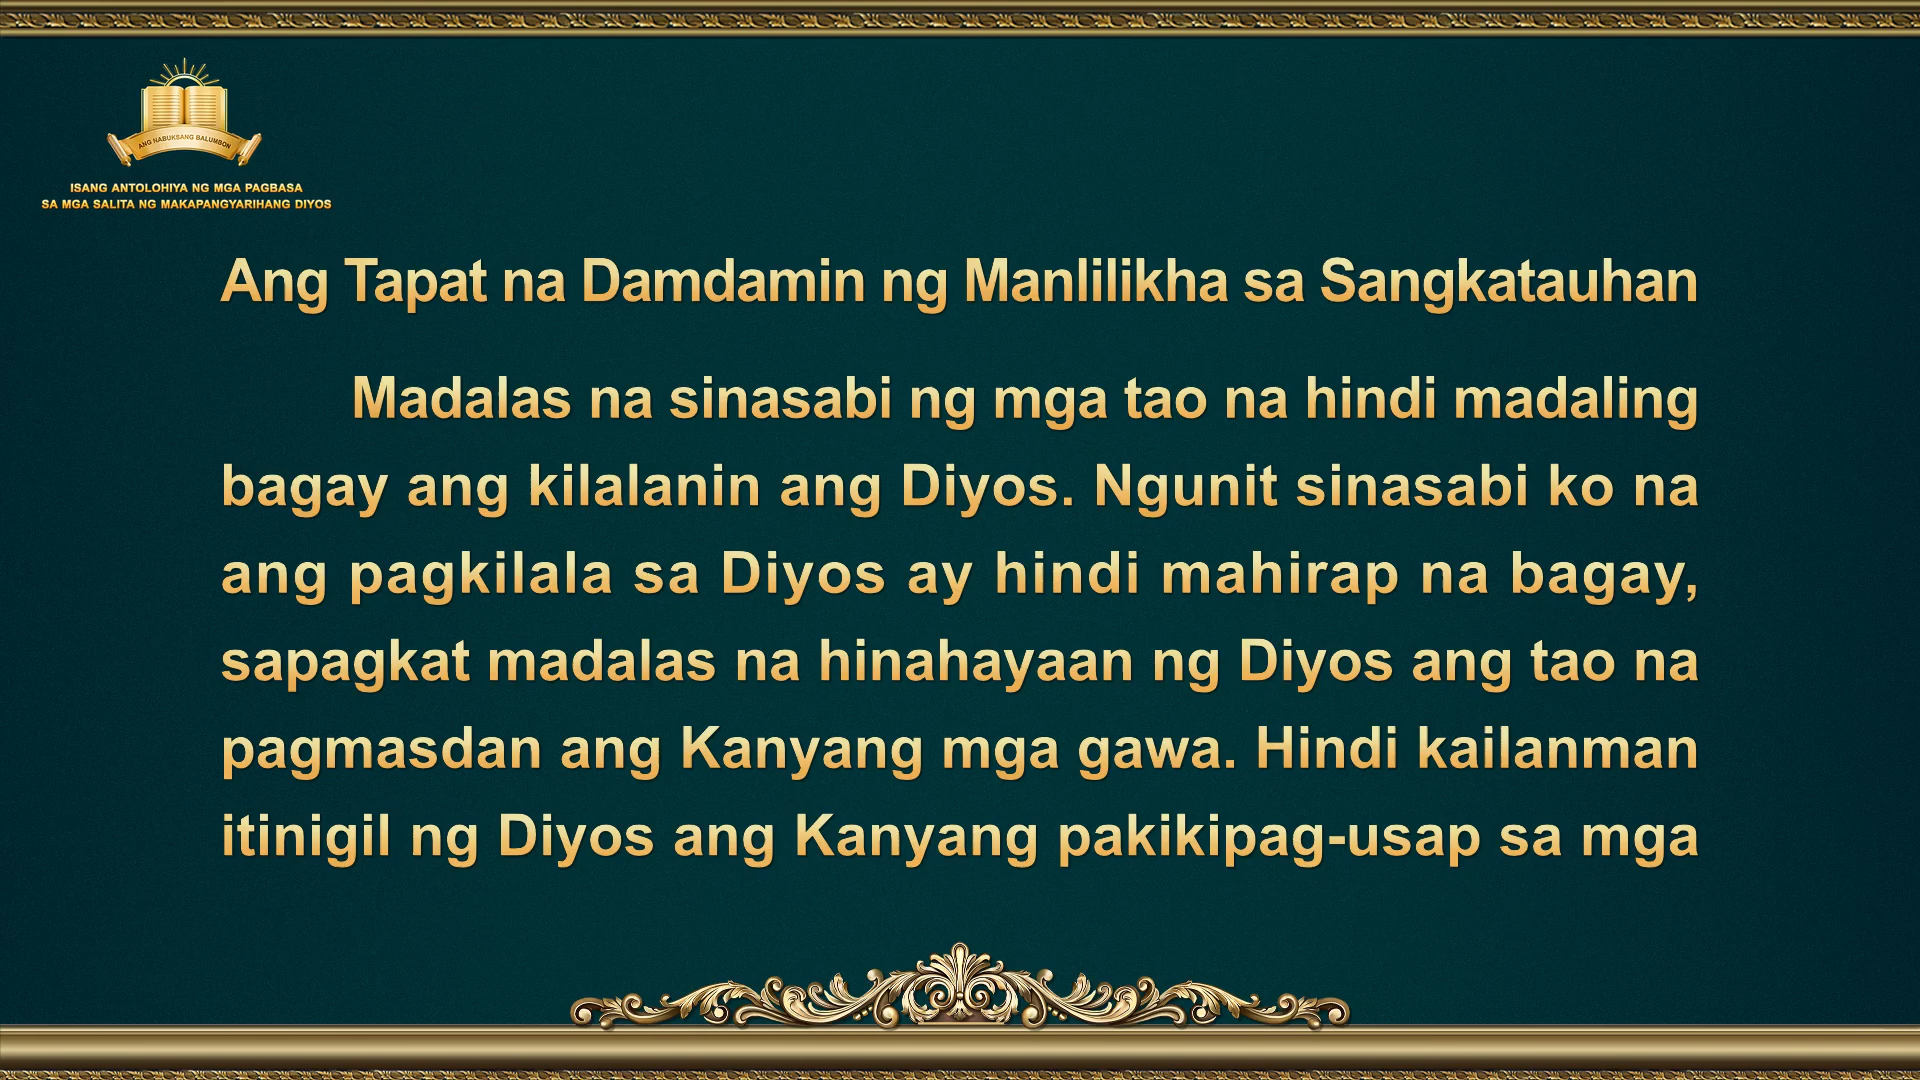 ANG NABUKSANG BALUMBON
ISANG ANTOLOHIYA NG MGA PAGBASA
SA MGA SALITA NG MAKAPANGYARIHANG DIYOS
Ang Tapat na Damdamin ng Manlilikha sa Sangkatauhan
Madalas na sinasabi ng mga tao na hindi madaling
bagay ang kilalanin ang Diyos. Ngunit sinasabi ko na
ang pagkilala sa Diyos ay hindi mahirap na bagay,
sapagkat madalas na hinahayaan ng Diyos ang tao na
pagmasdan ang Kanyang mga gawa. Hindi kailanman
itinigil ng Diyos ang Kanyang pakikipag-usap sa mga